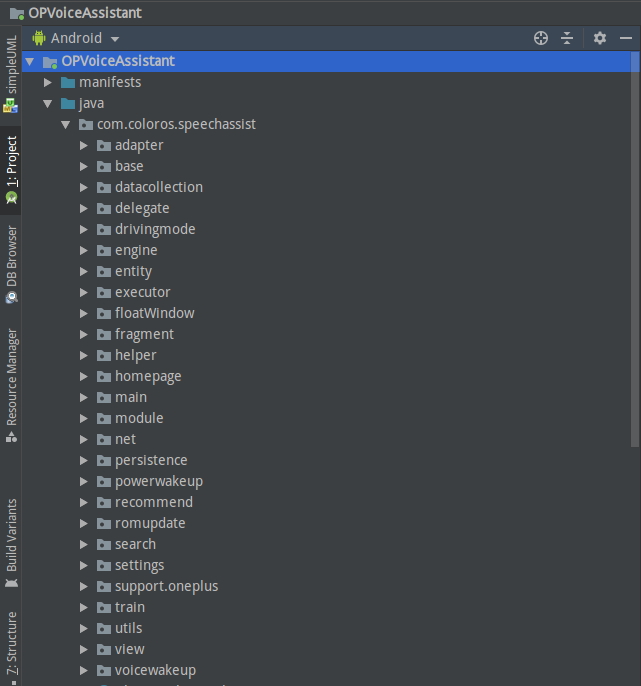 OPVoiceAssistant
Android
OPVoiceAssistant
manifests
java
com.coloros.speechassist
adapter
base
datacollection
delegate
drivingmode
engine
entity
executor
floatWindow
fragment
helper
homepage
main
module
net
persistence
powerwakeup
recommend
romupdate
search
settings
support.oneplus
train
utils
view
voicewakeup
simpleUML
1: Project
DB Browser
Resource Manager
Build Variants
7: Structure